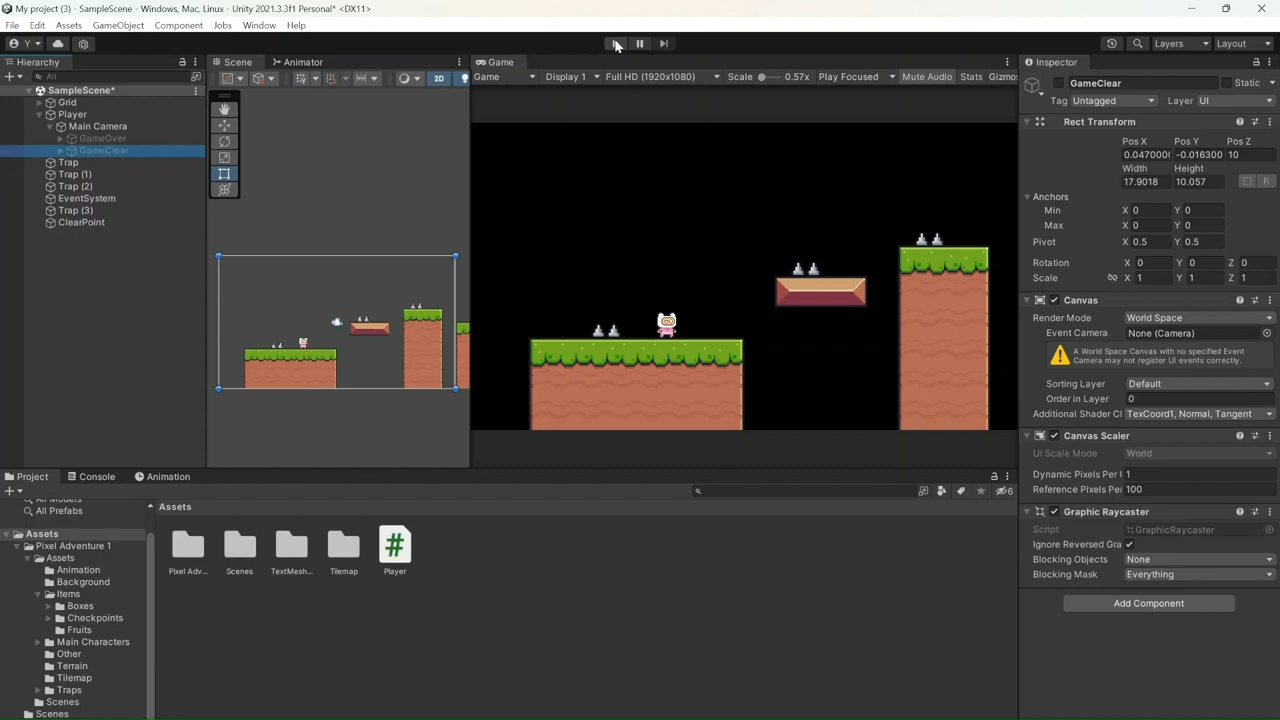 My project (3) - SampleScene - Windows, Mac, Linux - Unity 2021.3.3f1 Personal* <DX11>
File Edit Assets GameObject Component Jobs Window Help
Y Layers Layout
Hierarchy
All
SampleScene*
Grid
Player
Main Camera
GameOver
GameClear
Trap
Trap (1)
Trap (2)
EventSystem
Trap (3)
ClearPoint
Scene Animator
2D
Game
Game Display 1 Full HD (1920x1080) Scale 0.57x Play Focused Mute Audio Stats Gizmos
Inspector
GameClear Static
Tag Untagged Layer UI
Rect Transform
Pos X Pos Y Pos Z
0.047000( -0.016300 10
Width Height
17.9018 10.057 R
Anchors
Min X 0 Y 0
Max X 0 Y 0
Pivot X 0.5 Y 0.5
Rotation X 0 Y 0 Z 0
Scale X 1 Y 1 Z 1
Canvas
Render Mode World Space
Event Camera None (Camera)
A World Space Canvas with no specified Event
Camera may not register UI events correctly.
Sorting Layer Default
Order in Layer 0
Additional Shader Cl TexCoord1, Normal, Tangent
Canvas Scaler
UI Scale Mode World
Dynamic Pixels Per I 1
Reference Pixels Pe 100
Graphic Raycaster
Script GraphicRaycaster
Ignore Reversed Gra
Blocking Objects None
Blocking Mask Everything
Add Component
Project Console Animation
6
All Models
All Prefabs
Assets
Pixel Adventure 1
Assets
Animation
Background
Items
Boxes
Checkpoints
Fruits
Main Characters
Other
Terrain
Tilemap
Traps
Scenes
Scenes
Assets
#
Pixel Adv... Scenes TextMesh... Tilemap Player